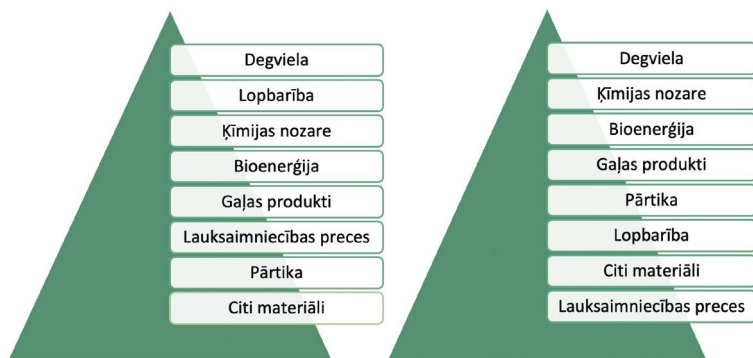 Degviela
Lopbarība
Ķīmijas nozare
Bioenerģija
Gaļas produkti
Lauksaimniecības preces
Pārtika
Citi materiāli
Degviela
Ķīmijas nozare
Bioenerģija
Gaļas produkti
Pārtika
Lopbarība
Citi materiāli
Lauksaimniecības preces